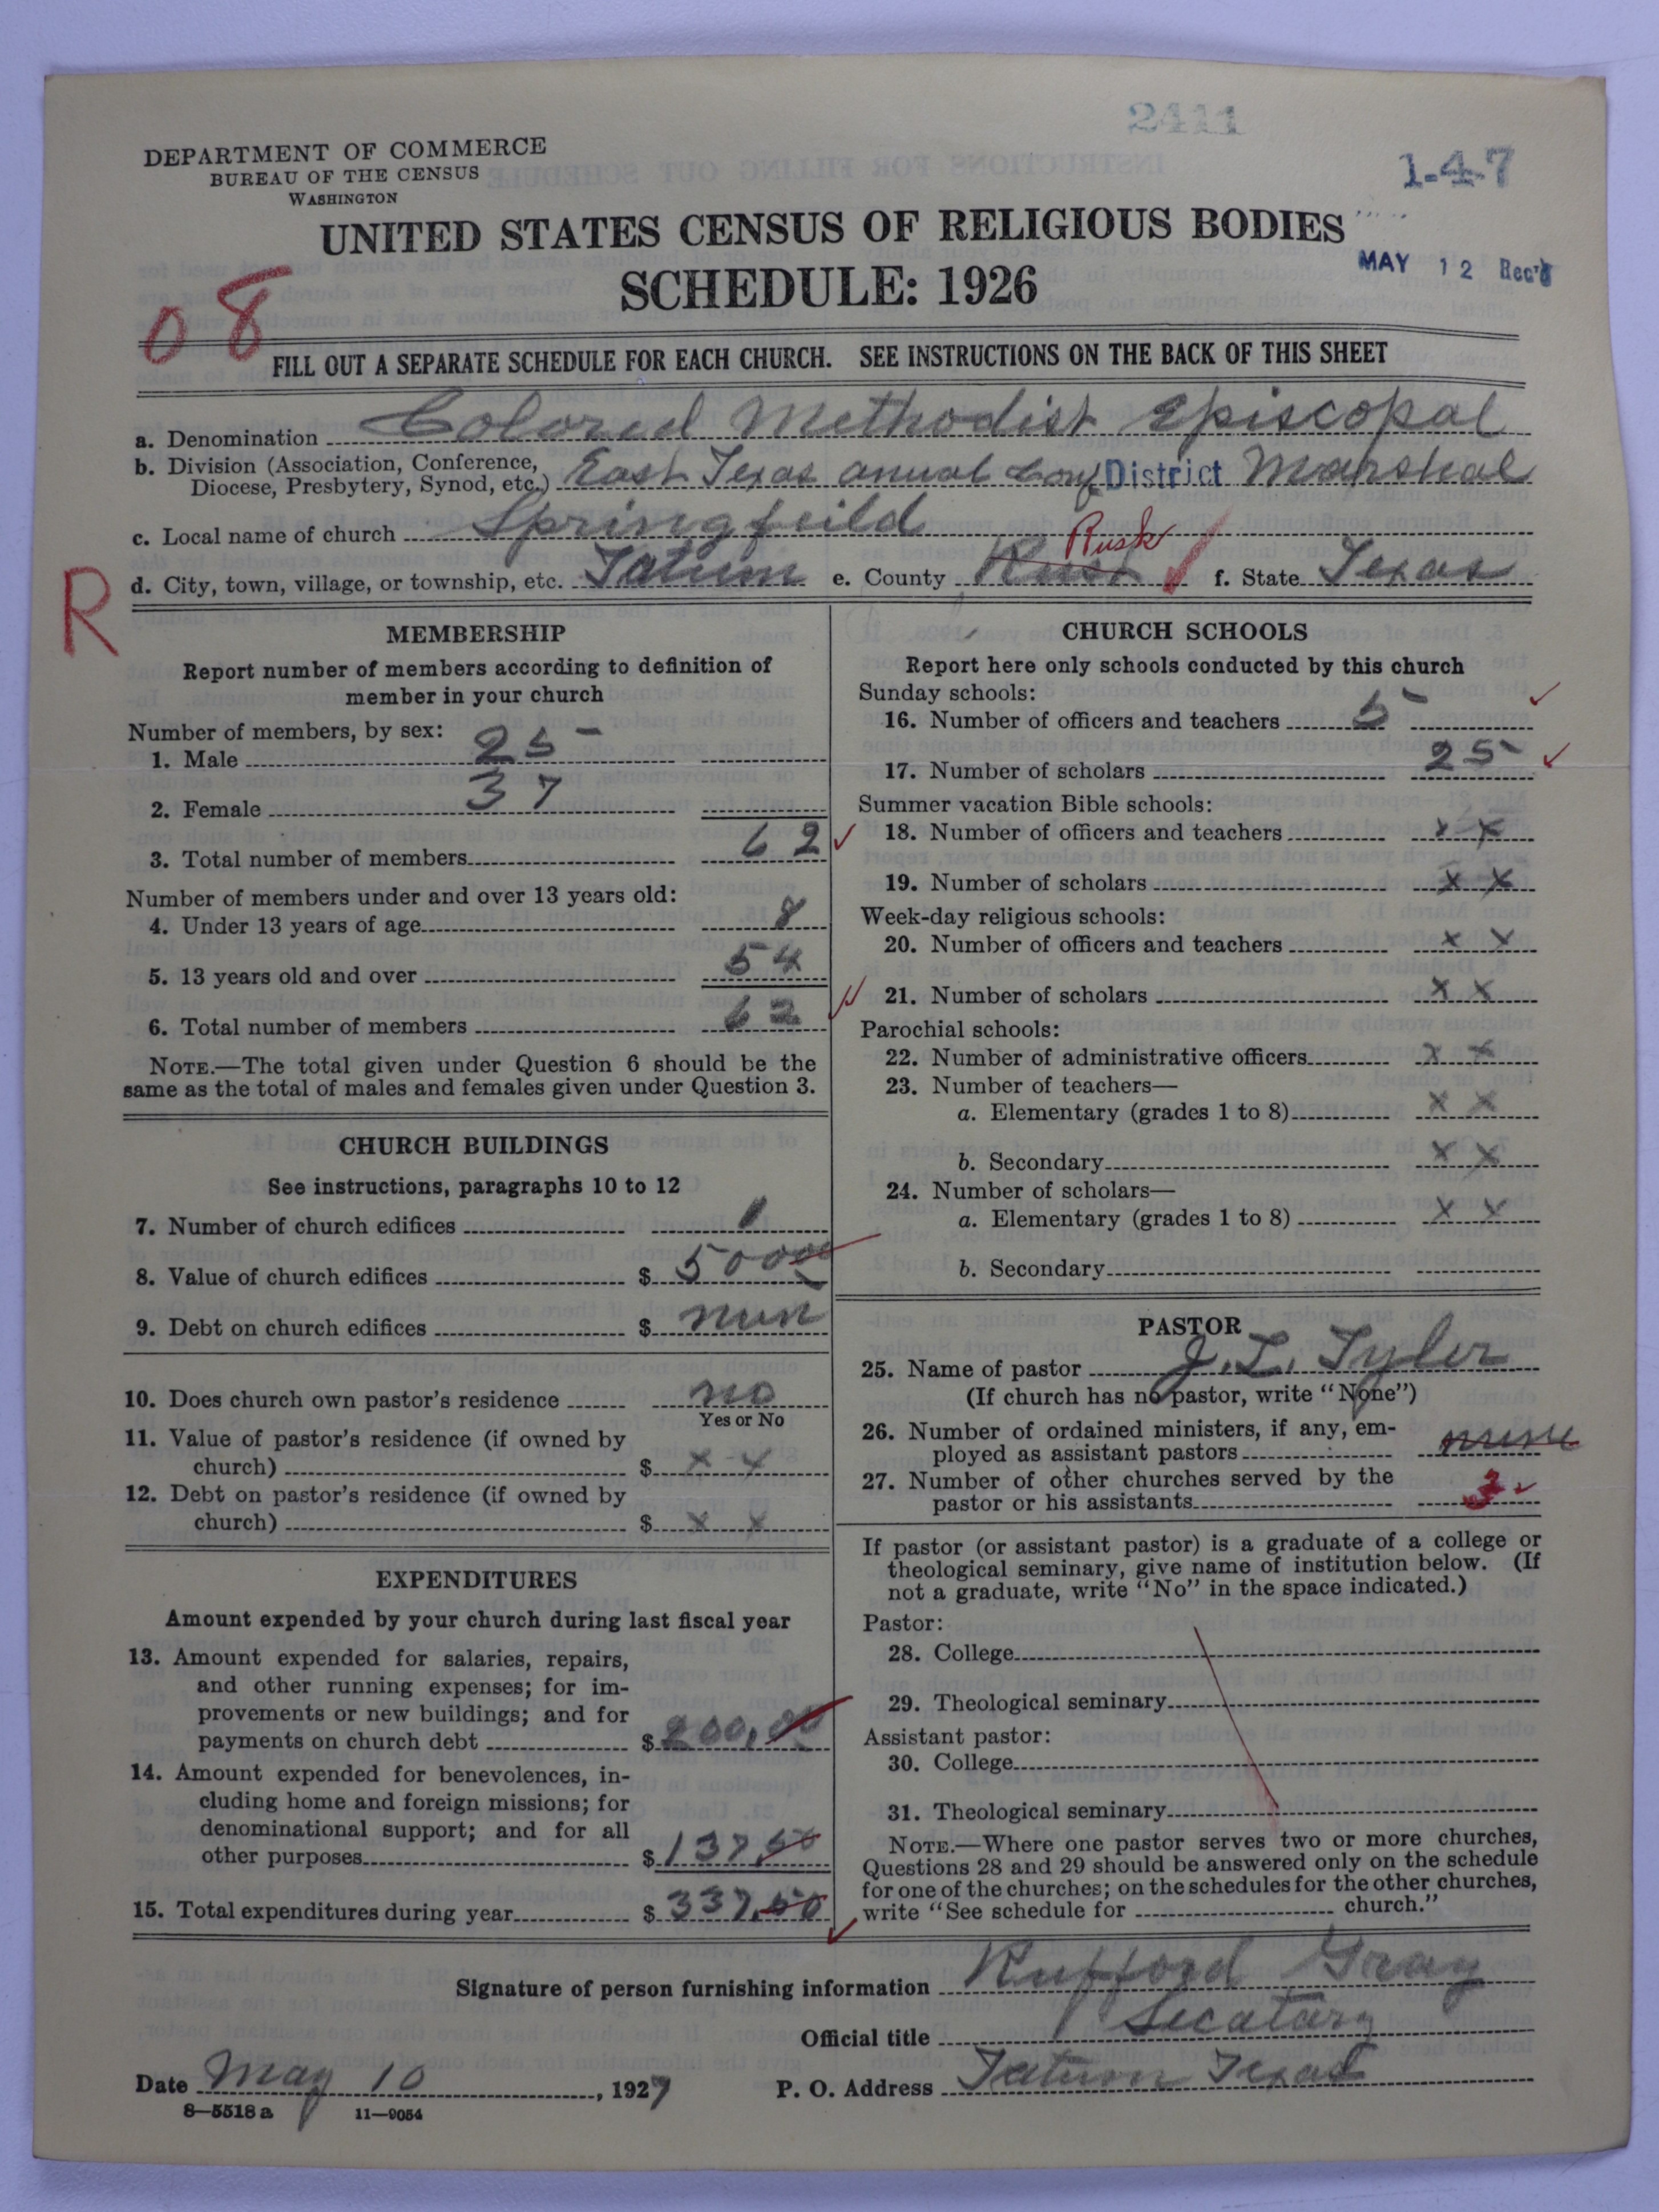 2411
DEPARTMENT OF COMMERCE
BUREAU OF THE CENSUS
WASHINGTON
1-4-7
UNITED STATES CENSUS OF RELIGIOUS BODIES
SCHEDULE: 1926
MAY 12 Rec'd
08
FILL OUT A SEPARATE SCHEDULE FOR EACH CHURCH. SEE INSTRUCTIONS ON THE BACK OF THIS SHEET
a. Denomination Colored Methodist Episcopal
b. Division (Association, Conference, Diocese, Presbytery, Synod, etc.) East Texas anual Conf District Marshal
c. Local name of church Springfeild
d. City, town, village, or township, etc. Tatum e. County Rust Rusk f. State Texas
R
MEMBERSHIP
Report number of members according to definition of
member in your church
Number of members, by sex:
1. Male 25
2. Female 37
3. Total number of members 62
Number of members under and over 13 years old:
4. Under 13 years of age 8
5. 13 years old and over 54
6. Total number of members 62
NOTE.—The total given under Question 6 should be the
same as the total of males and females given under Question 3.
CHURCH BUILDINGS
See instructions, paragraphs 10 to 12
7. Number of church edifices 1
8. Value of church edifices $ 50000
9. Debt on church edifices $ nun
10. Does church own pastor's residence no
Yes or No
11. Value of pastor's residence (if owned by
church) $ x x
12. Debt on pastor's residence (if owned by
church) $ x x
EXPENDITURES
Amount expended by your church during last fiscal year
13. Amount expended for salaries, repairs,
and other running expenses; for im-
provements or new buildings; and for
payments on church debt $ 200,00
14. Amount expended for benevolences, in-
cluding home and foreign missions; for
denominational support; and for all
other purposes $ 137,50
15. Total expenditures during year $ 337.50
CHURCH SCHOOLS
Report here only schools conducted by this church
Sunday schools:
16. Number of officers and teachers 5
17. Number of scholars 25
Summer vacation Bible schools:
18. Number of officers and teachers x x
19. Number of scholars x x
Week-day religious schools:
20. Number of officers and teachers x x
21. Number of scholars x x
Parochial schools:
22. Number of administrative officers x x
23. Number of teachers—
a. Elementary (grades 1 to 8) x x
b. Secondary x x
24. Number of scholars—
a. Elementary (grades 1 to 8) x x
b. Secondary
PASTOR
25. Name of pastor J. L. Tyler
(If church has no pastor, write "None")
26. Number of ordained ministers, if any, em-
ployed as assistant pastors
27. Number of other churches served by the
pastor or his assistants 3
If pastor (or assistant pastor) is a graduate of a college or
theological seminary, give name of institution below. (If
not a graduate, write "No" in the space indicated.)
Pastor:
28. College
29. Theological seminary
Assistant pastor:
30. College
31. Theological seminary
NOTE.—Where one pastor serves two or more churches,
Questions 28 and 29 should be answered only on the schedule
for one of the churches; on the schedules for the other churches,
write "See schedule for church."
Signature of person furnishing information Rufford Gray
Official title Secatary
Date May 10, 1927 P. O. Address Tatum Texas
8—5518a 11—9054